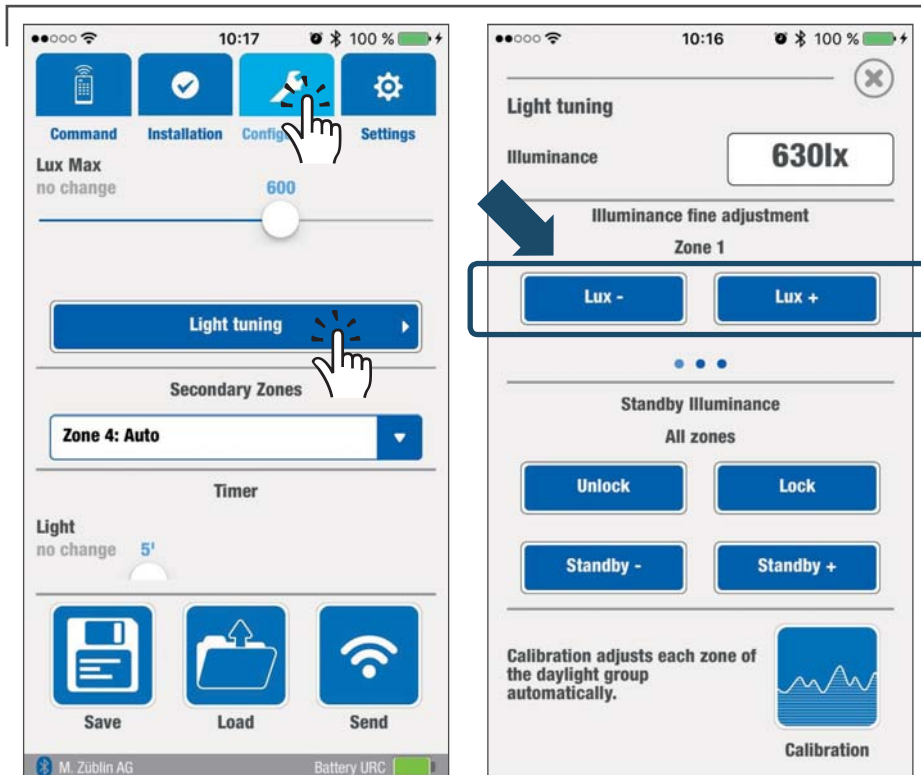 10:17
100 %
Command
Installation
Config
Settings
Lux Max
no change
600
Light tuning
Secondary Zones
Zone 4: Auto
Timer
Light
no change
5'
Save
Load
Send
M. Züblin AG
Battery URC
10:16
100 %
Light tuning
Illuminance
630lx
Illuminance fine adjustment
Zone 1
Lux -
Lux +
Standby Illuminance
All zones
Unlock
Lock
Standby -
Standby +
Calibration adjusts each zone of
the daylight group
automatically.
Calibration